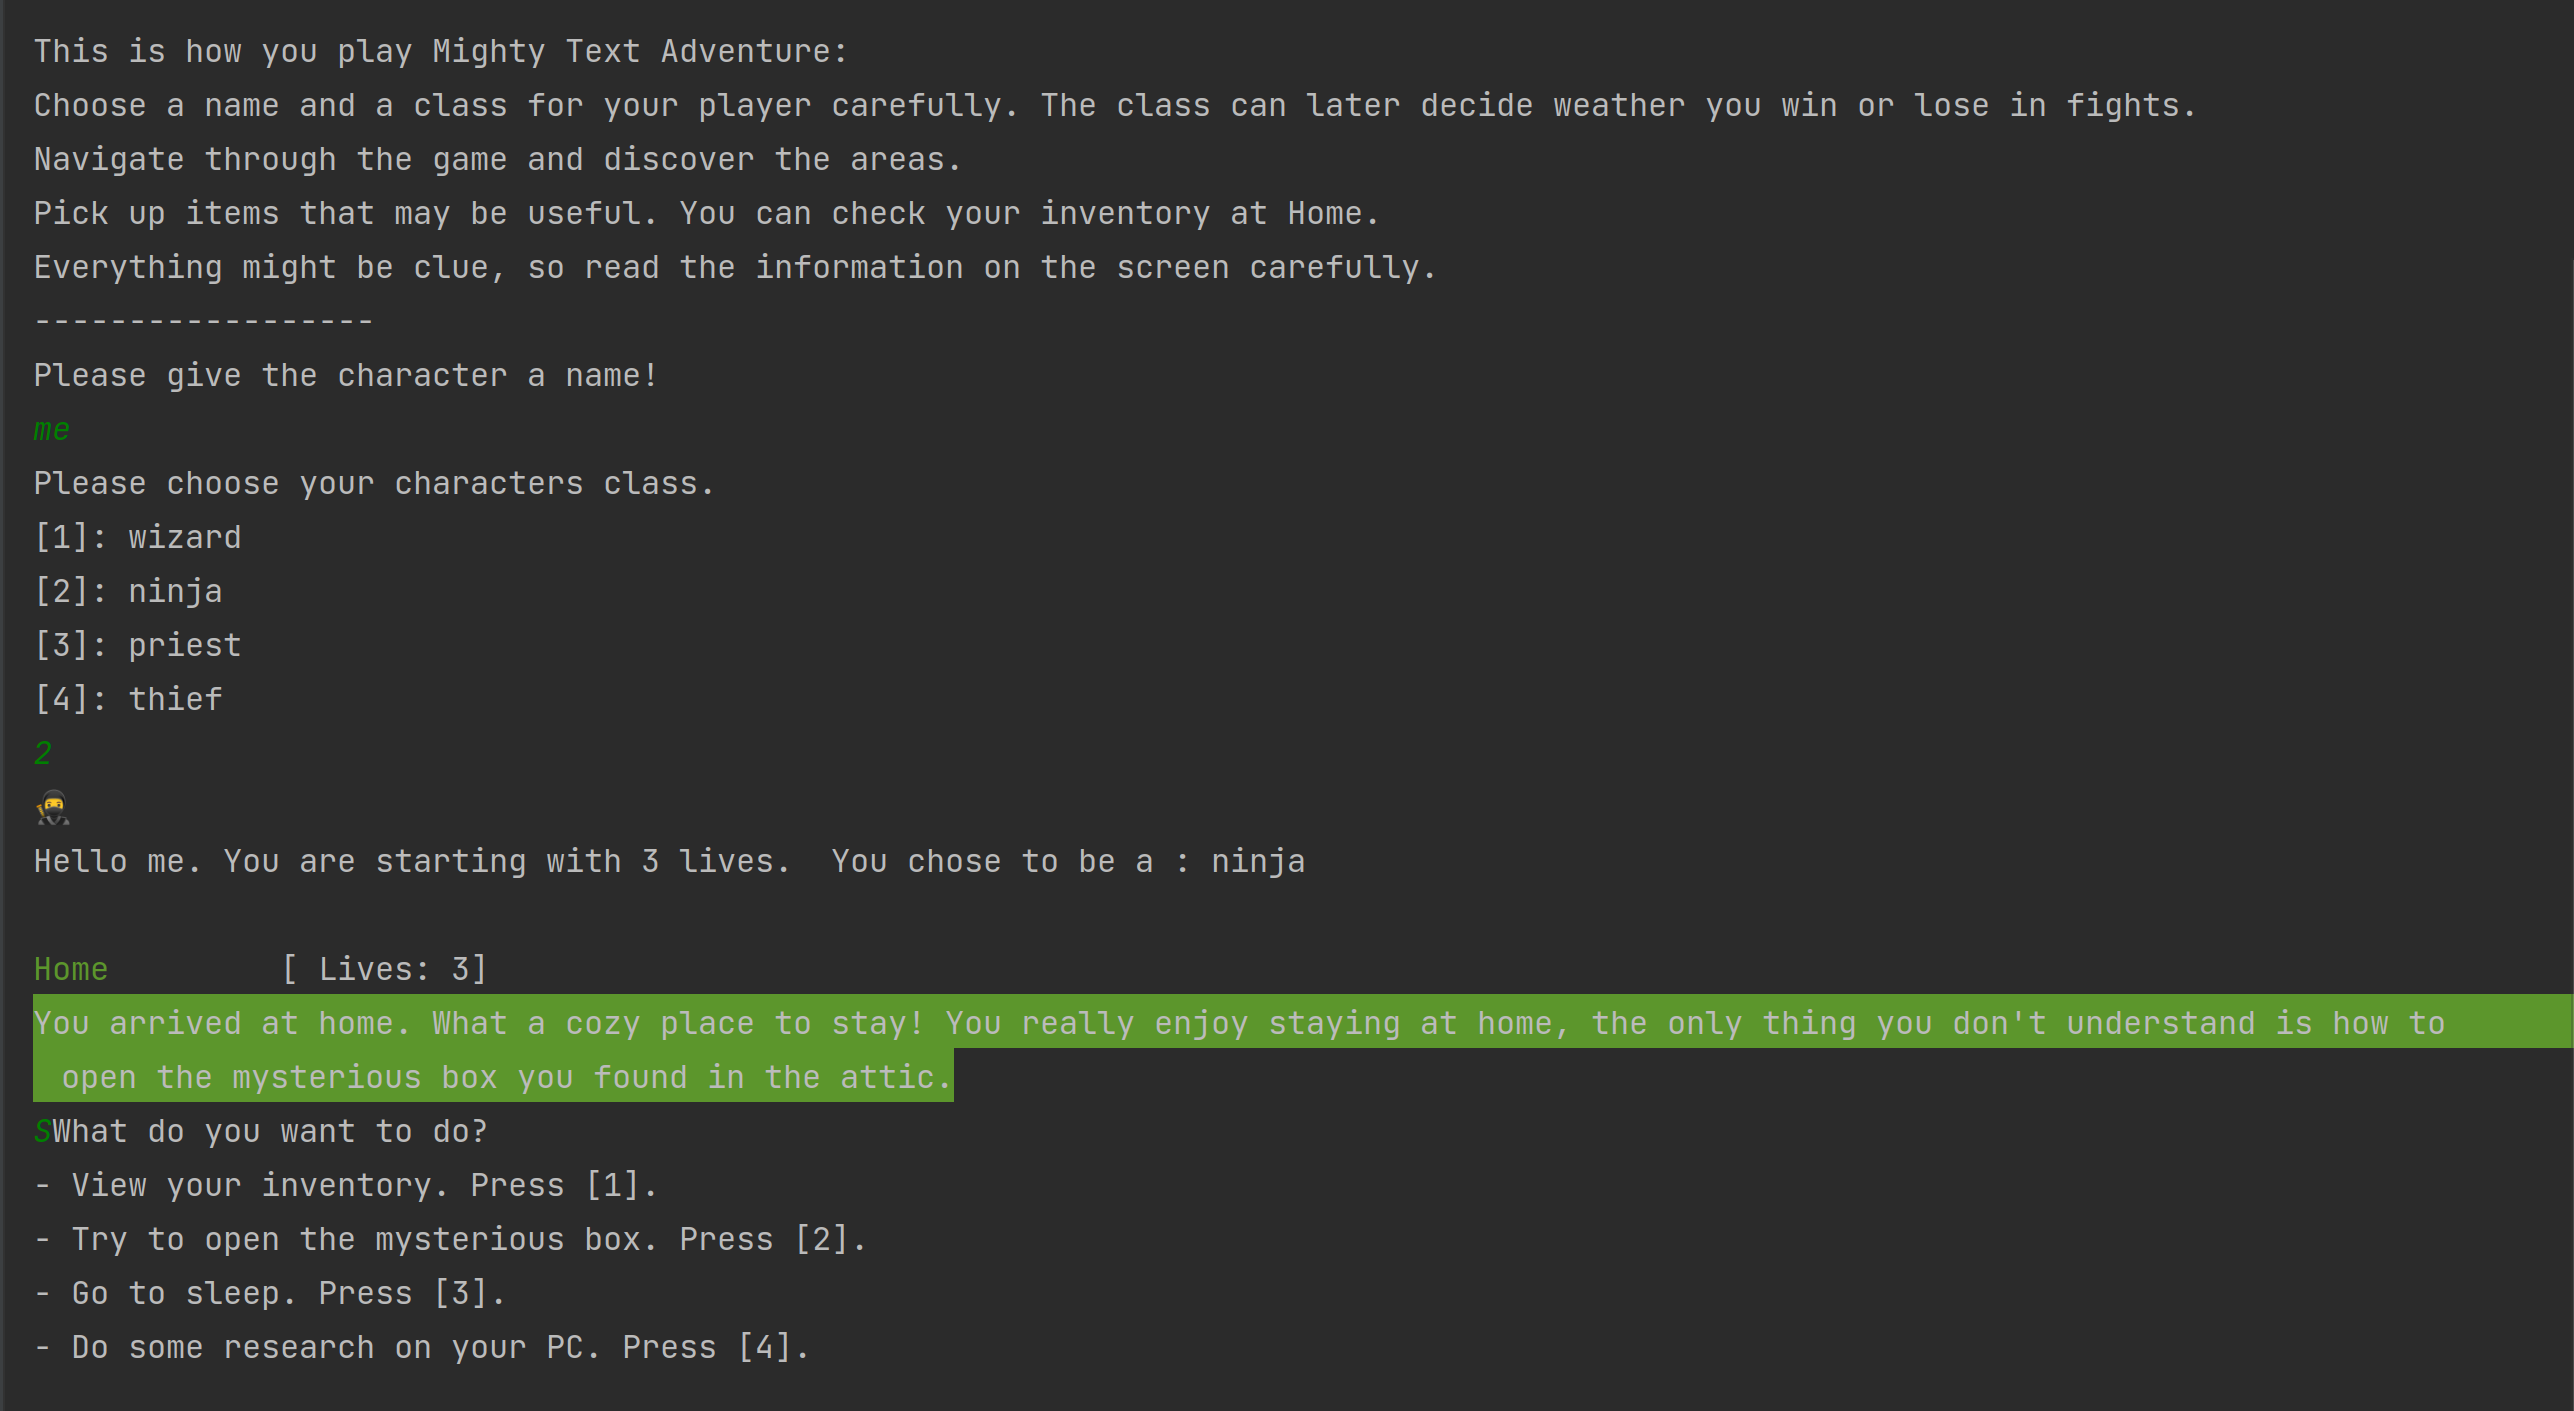 This is how you play Mighty Text Adventure:
Choose a name and a class for your player carefully. The class can later decide weather you win or lose in fights.
Navigate through the game and discover the areas.
Pick up items that may be useful. You can check your inventory at Home.
Everything might be clue, so read the information on the screen carefully.
------------------
Please give the character a name!
me
Please choose your characters class.
[1]: wizard
[2]: ninja
[3]: priest
[4]: thief
2
🥷
Hello me. You are starting with 3 lives.  You chose to be a : ninja
Home         [ Lives: 3]
You arrived at home. What a cozy place to stay! You really enjoy staying at home, the only thing you don't understand is how to
open the mysterious box you found in the attic.
SWhat do you want to do?
- View your inventory. Press [1].
- Try to open the mysterious box. Press [2].
- Go to sleep. Press [3].
- Do some research on your PC. Press [4].